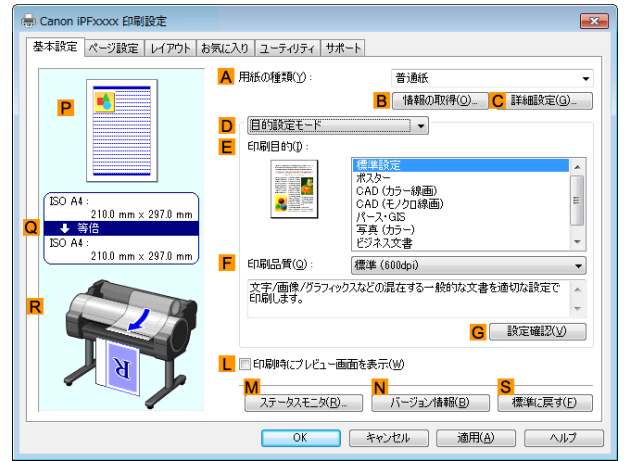 Canon iPFxxxx 印刷設定
基本設定 ページ設定 レイアウト お気に入り ユーティリティ サポート
A 用紙の種類(Y) : 普通紙
B 情報の取得(O)... C 詳細設定(G)...
P
D 目的設定モード
E 印刷目的(I) :
標準設定
ポスター
CAD (カラー線画)
CAD (モノクロ線画)
パース・GIS
写真 (カラー)
ビジネス文書
ISO A4 :
210.0 mm x 297.0 mm
Q 等倍
ISO A4 :
210.0 mm x 297.0 mm
F 印刷品質(Q) : 標準 (600dpi)
文字/画像/グラフィックスなどの混在する一般的な文書を適切な設定で
印刷します。
R
G 設定確認(V)
R
L 印刷時にプレビュー画面を表示(W)
M N S
ステータスモニタ(R)... バージョン情報(B) 標準に戻す(F)
OK キャンセル 適用(A) ヘルプ